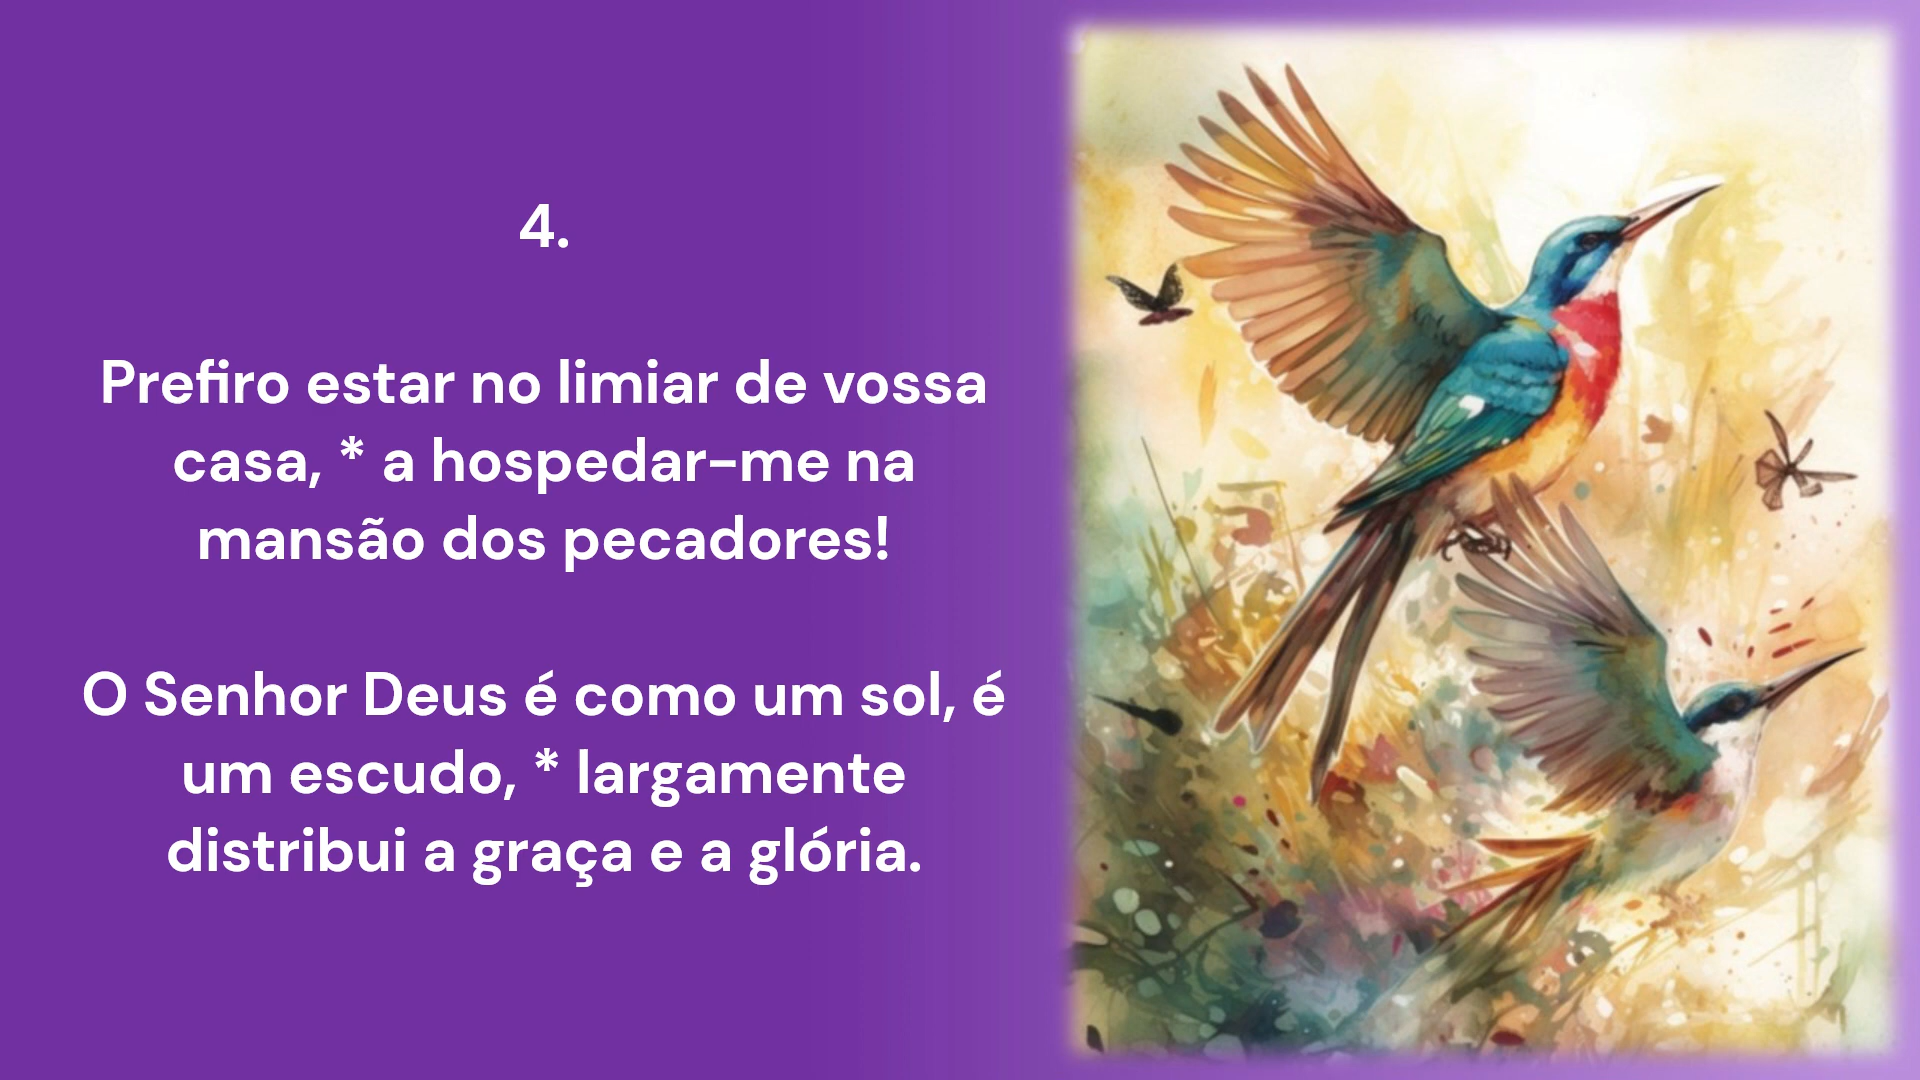 4.
Prefiro estar no limiar de vossa
casa, * a hospedar-me na
mansão dos pecadores!
O Senhor Deus é como um sol, é
um escudo, * largamente
distribui a graça e a glória.